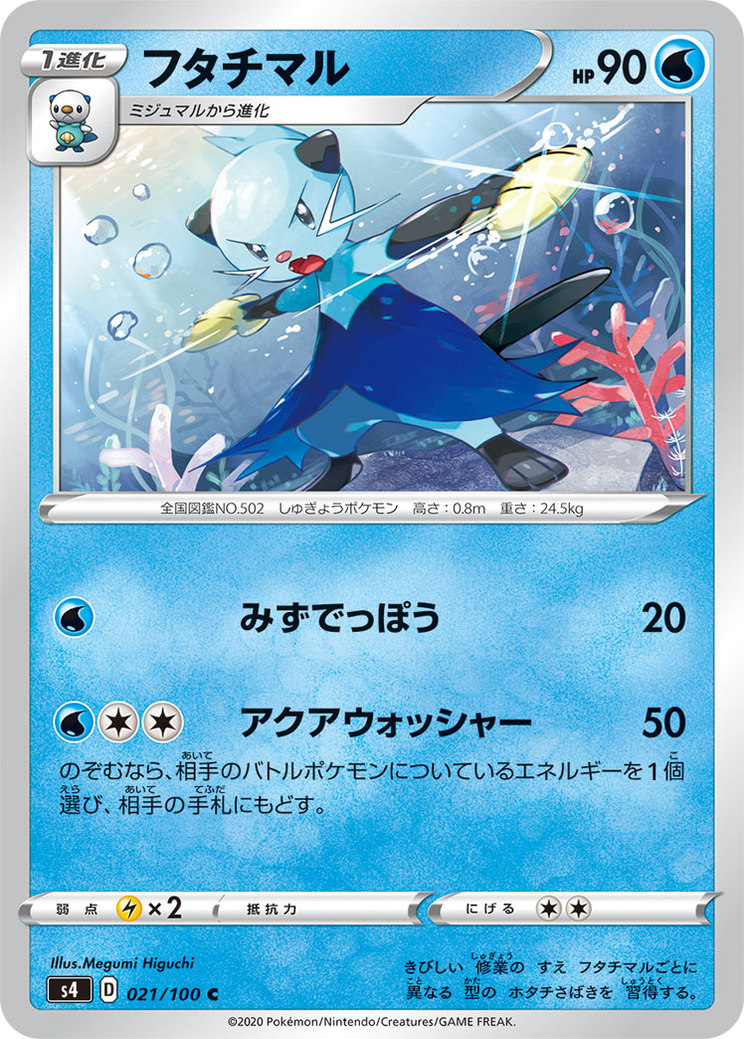 1進化
フタチマル
HP 90
ミジュマルから進化
全国図鑑NO.502 しゅぎょうポケモン 高さ:0.8m 重さ:24.5kg
みずでっぽう 20
アクアウォッシャー 50
のぞむなら、相手のバトルポケモンについているエネルギーを1個
選び、相手の手札にもどす。
弱点 ×2 抵抗力 にげる
Illus.Megumi Higuchi
きびしい 修業の すえ フタチマルごとに
異なる 型の ホタチさばきを 習得する。
s4 D 021/100 C
©2020 Pokémon/Nintendo/Creatures/GAME FREAK.